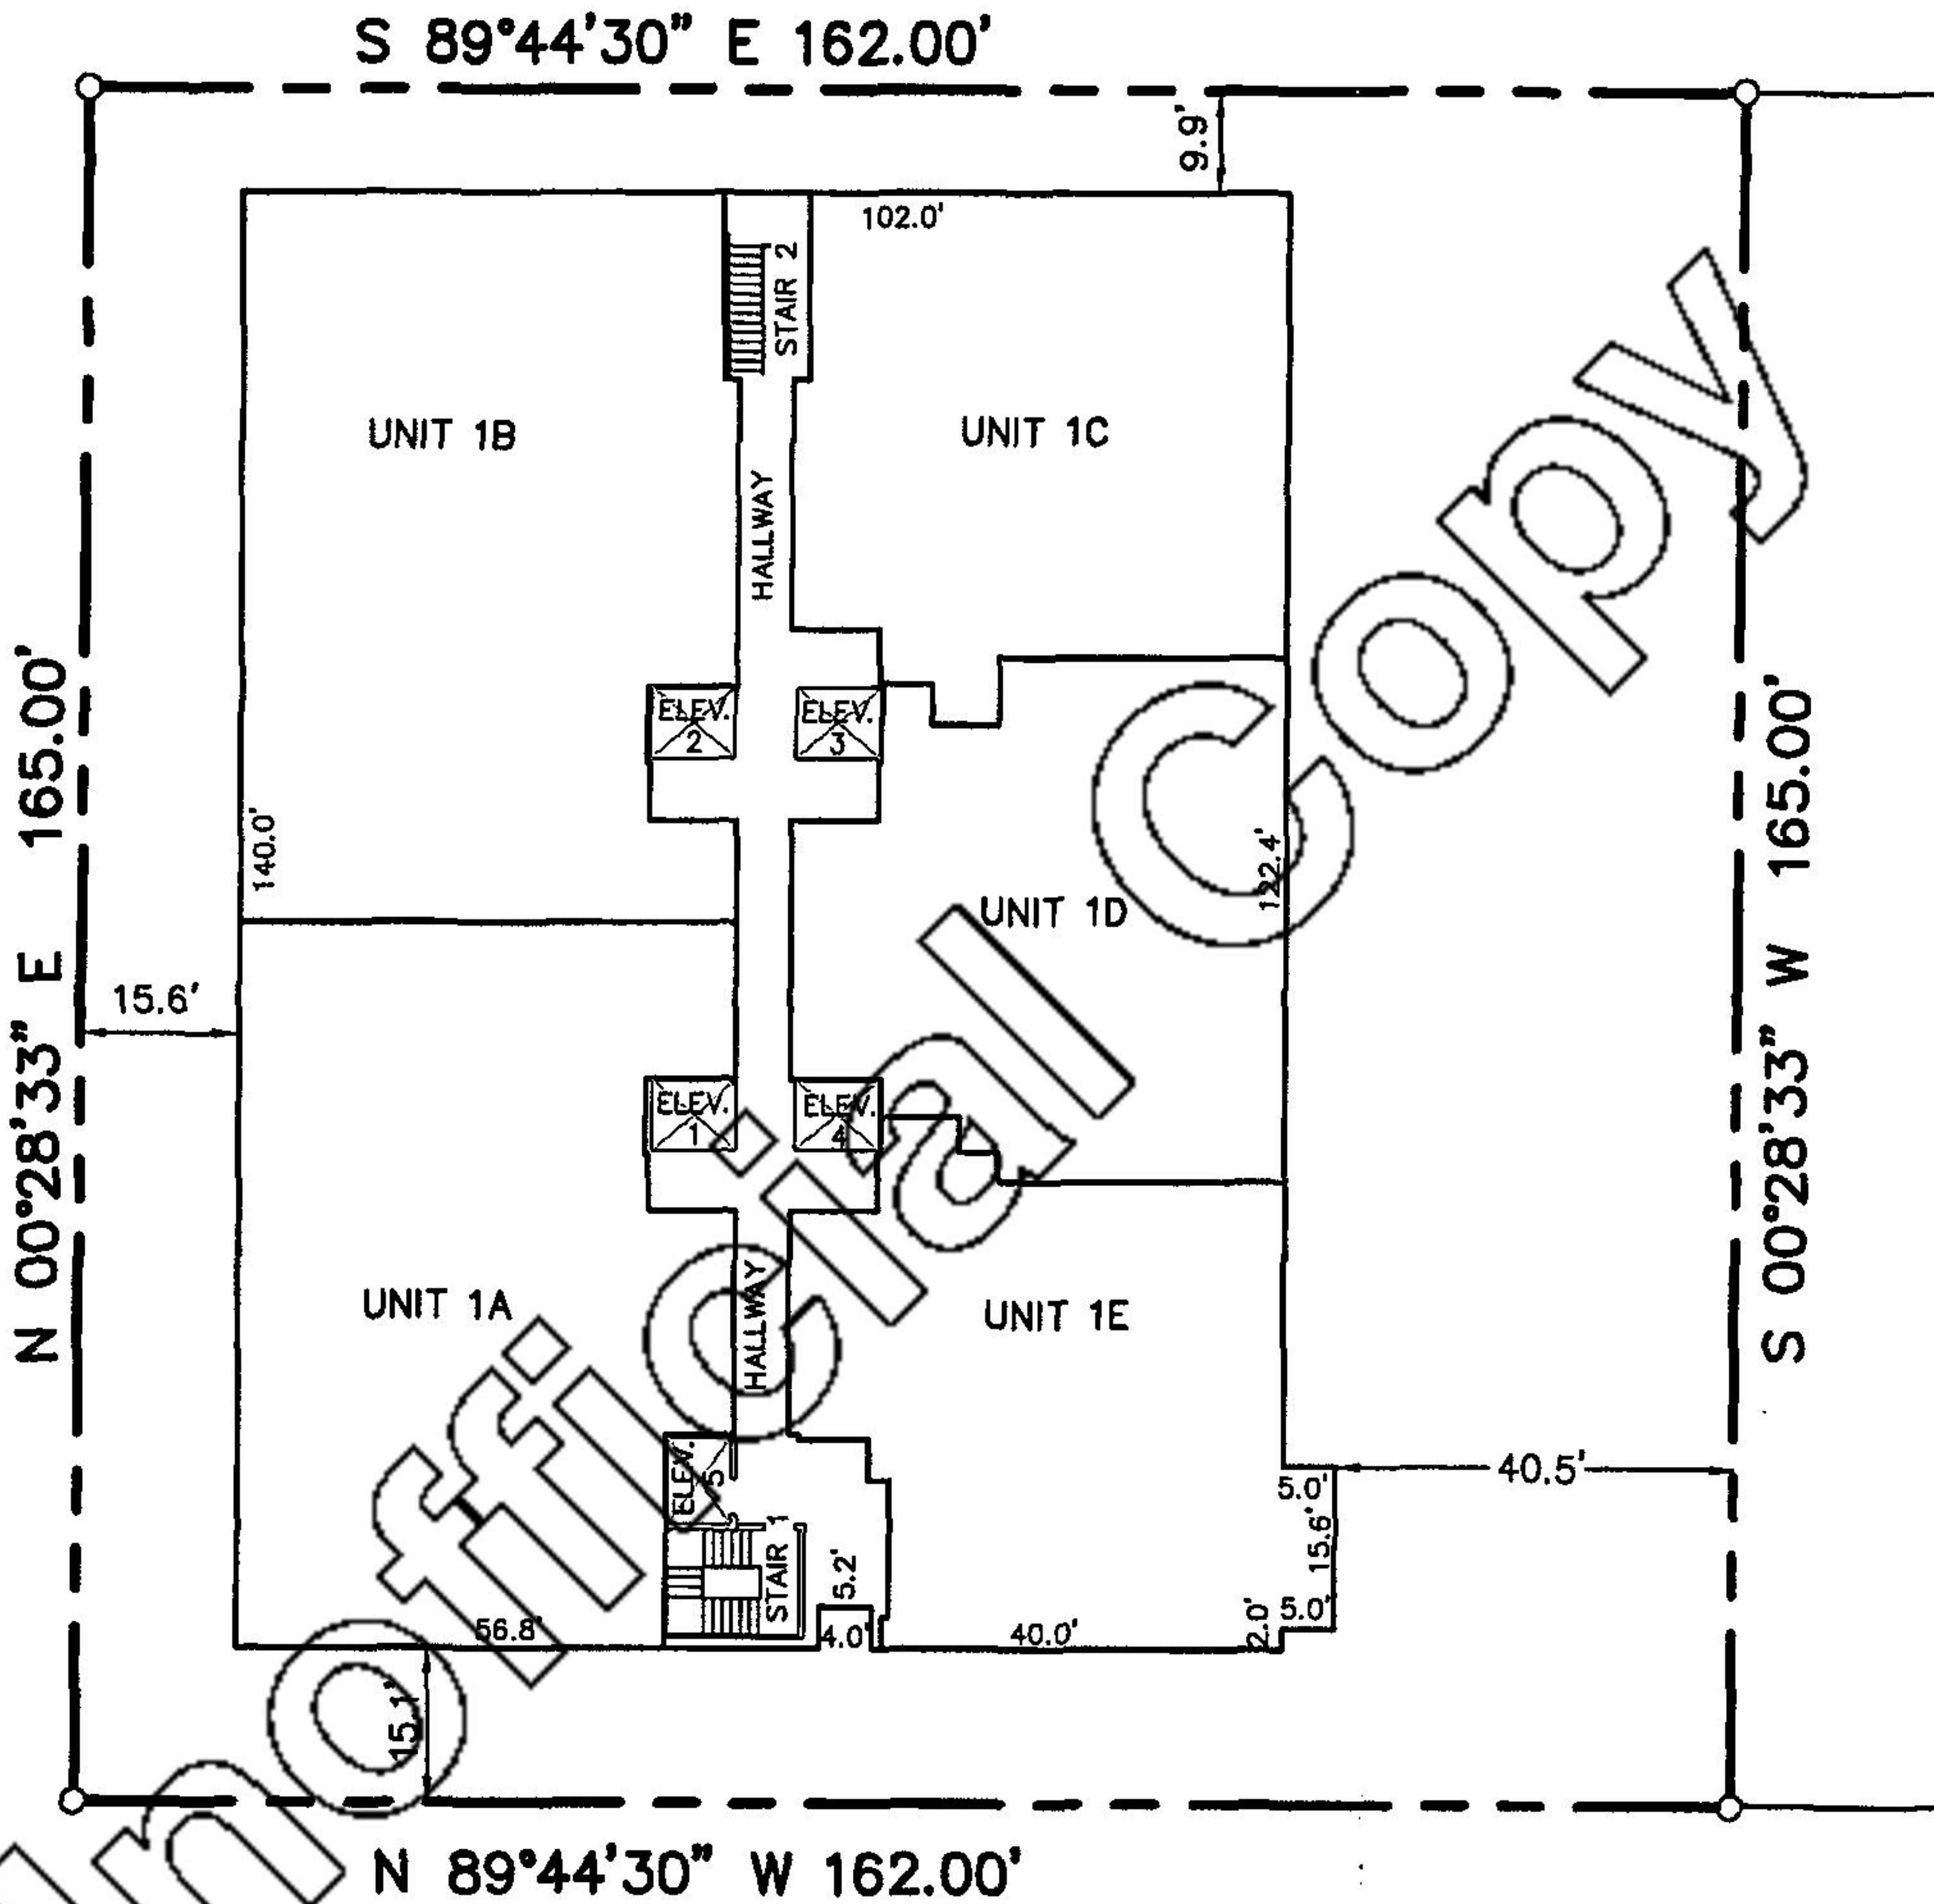 S 89°44'30" E 162.00'
9.9'
102.0'
STAIR 2
UNIT 1B
UNIT 1C
HALLWAY
N 00°28'33" E 165.00'
S 00°28'33" W 165.00'
ELEV.
2
ELEV.
3
140.0'
122.4'
UNIT 1D
15.6'
ELEV.
1
ELEV.
4
UNIT 1A
HALLWAY
UNIT 1E
ELEV.
5
40.5'
5.0'
15.6'
STAIR 1
5.2'
56.8'
4.0'
40.0'
2.0'
5.0'
15.1'
N 89°44'30" W 162.00'
nofficial Copy